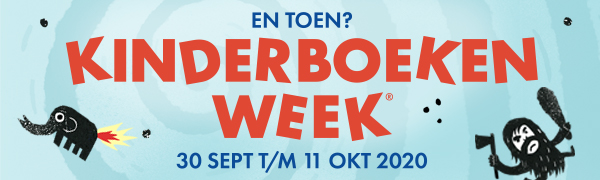 EN TOEN?
KINDERBOEKEN
WEEK®
30 SEPT T/M 11 OKT 2020